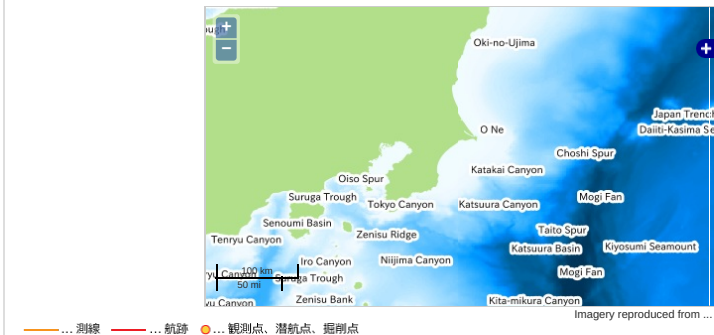 +
−
Oki-no-Ujima
Japan Trench
Daiiti-Kasima Se
O Ne
Choshi Spur
Katakai Canyon
Oiso Spur
Suruga Trough
Tokyo Canyon
Katsuura Canyon
Mogi Fan
Senoumi Basin
Zenisu Ridge
Taito Spur
Tenryu Canyon
Katsuura Basin
Kiyosumi Seamount
Iro Canyon
Niijima Canyon
Mogi Fan
100 km
ryu Canyon
Suruga Trough
50 mi
yu Canyon
Zenisu Bank
Kita-mikura Canyon
Imagery reproduced from ...
... 測線
... 航跡
... 観測点、潜航点、掘削点